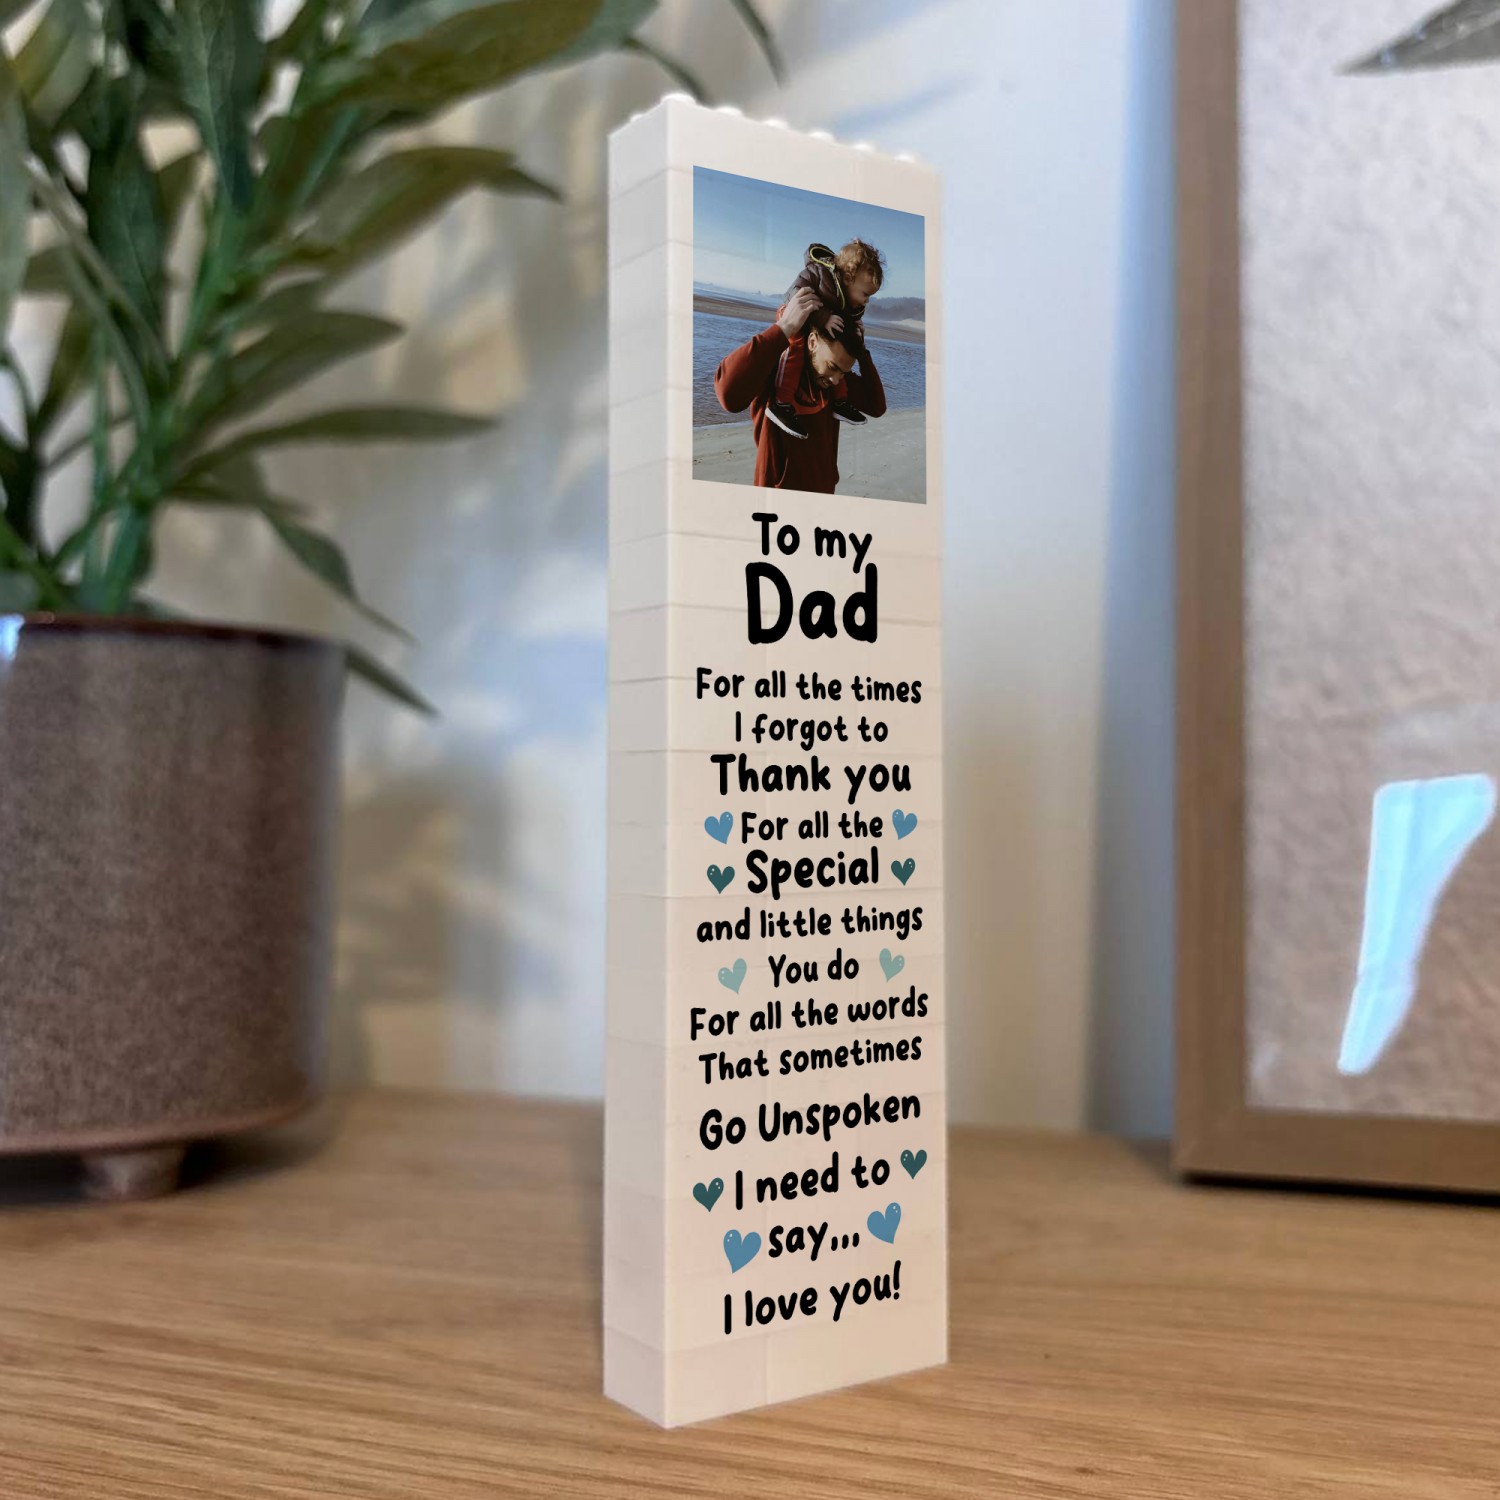 To my
Dad
For all the times
I forgot to
Thank you
For all the
Special
and little things
You do
For all the words
That sometimes
Go Unspoken
I need to
say...
I love you!